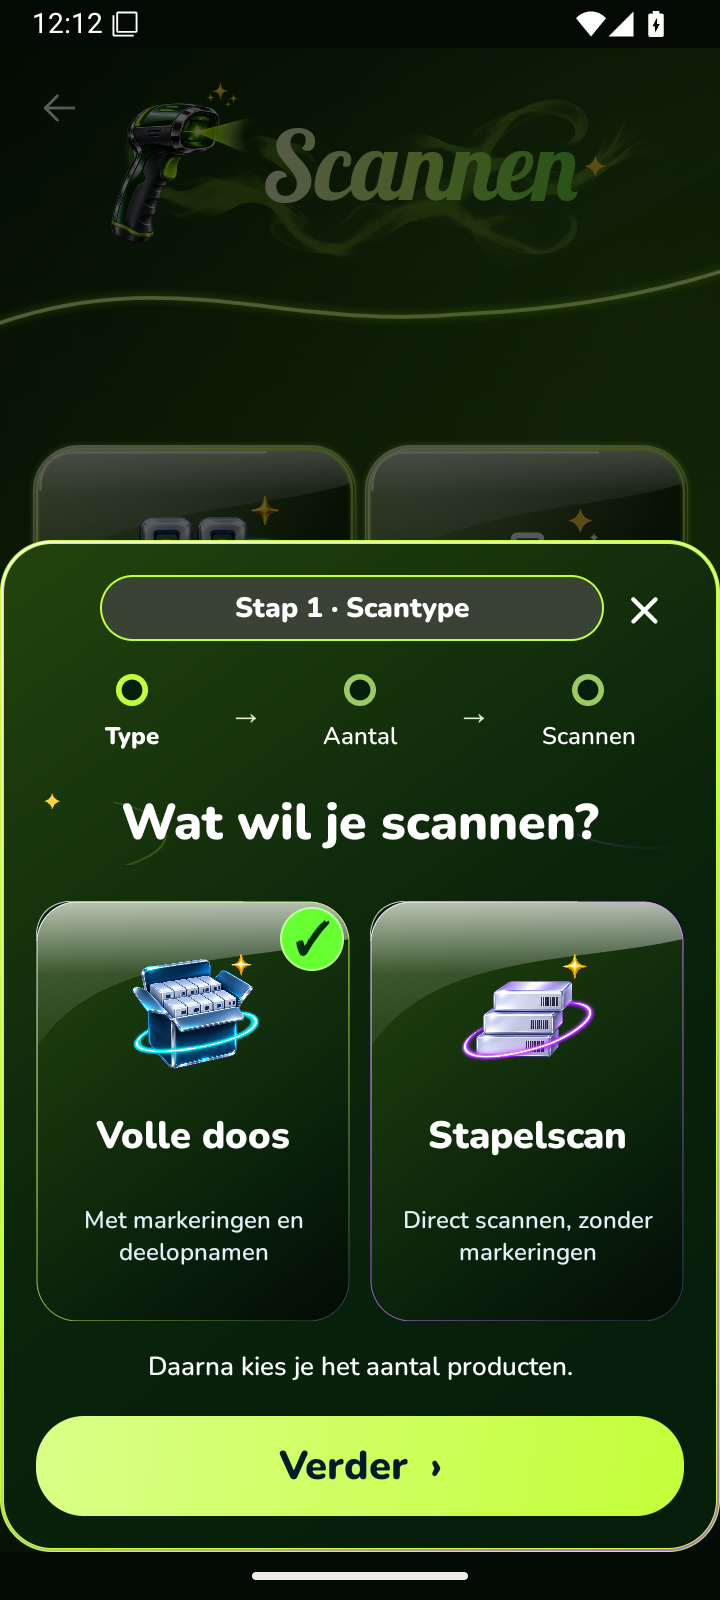 12:12
Scannen
Stap 1 · Scantype
Type → Aantal → Scannen
Wat wil je scannen?
Volle doos
Met markeringen en
deelopnamen
Stapelscan
Direct scannen, zonder
markeringen
Daarna kies je het aantal producten.
Verder ›